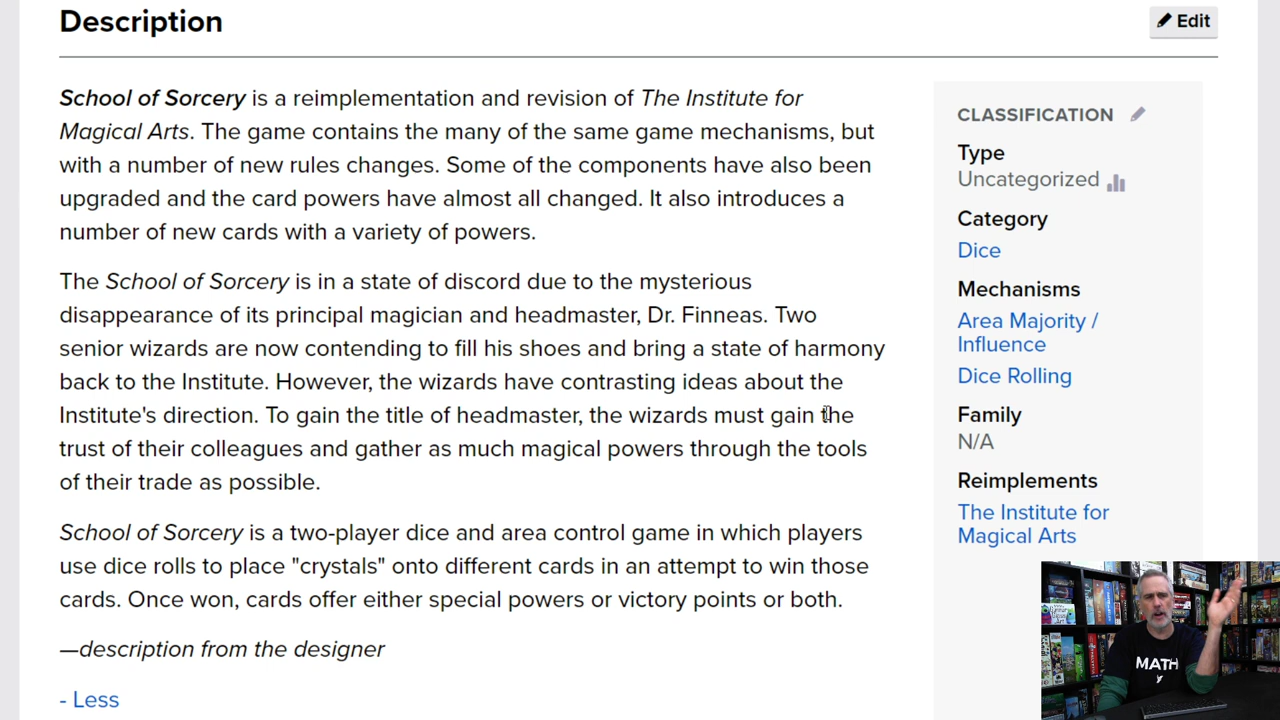 Description
Edit
School of Sorcery is a reimplementation and revision of The Institute for
Magical Arts. The game contains the many of the same game mechanisms, but
with a number of new rules changes. Some of the components have also been
upgraded and the card powers have almost all changed. It also introduces a
number of new cards with a variety of powers.
The School of Sorcery is in a state of discord due to the mysterious
disappearance of its principal magician and headmaster, Dr. Finneas. Two
senior wizards are now contending to fill his shoes and bring a state of harmony
back to the Institute. However, the wizards have contrasting ideas about the
Institute's direction. To gain the title of headmaster, the wizards must gain the
trust of their colleagues and gather as much magical powers through the tools
of their trade as possible.
School of Sorcery is a two-player dice and area control game in which players
use dice rolls to place "crystals" onto different cards in an attempt to win those
cards. Once won, cards offer either special powers or victory points or both.
—description from the designer
- Less
CLASSIFICATION
Type
Uncategorized
Category
Dice
Mechanisms
Area Majority /
Influence
Dice Rolling
Family
N/A
Reimplements
The Institute for
Magical Arts
MATH